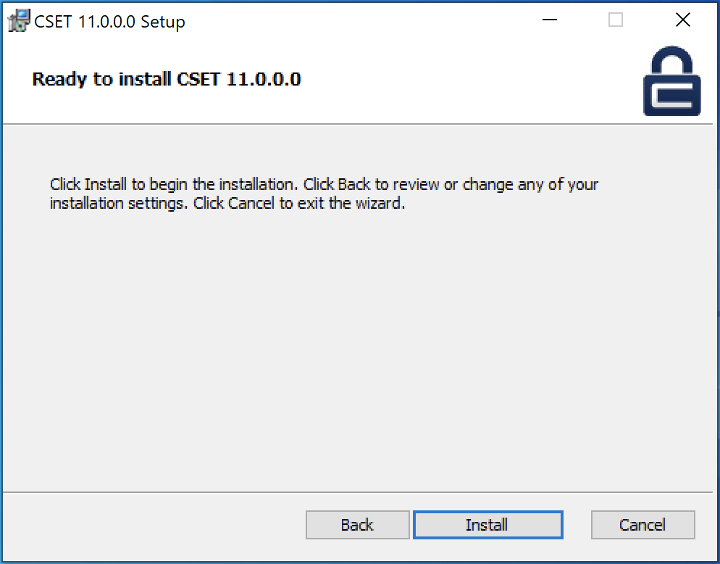 CSET 11.0.0.0 Setup
Ready to install CSET 11.0.0.0
Click Install to begin the installation. Click Back to review or change any of your
installation settings. Click Cancel to exit the wizard.
Back Install Cancel